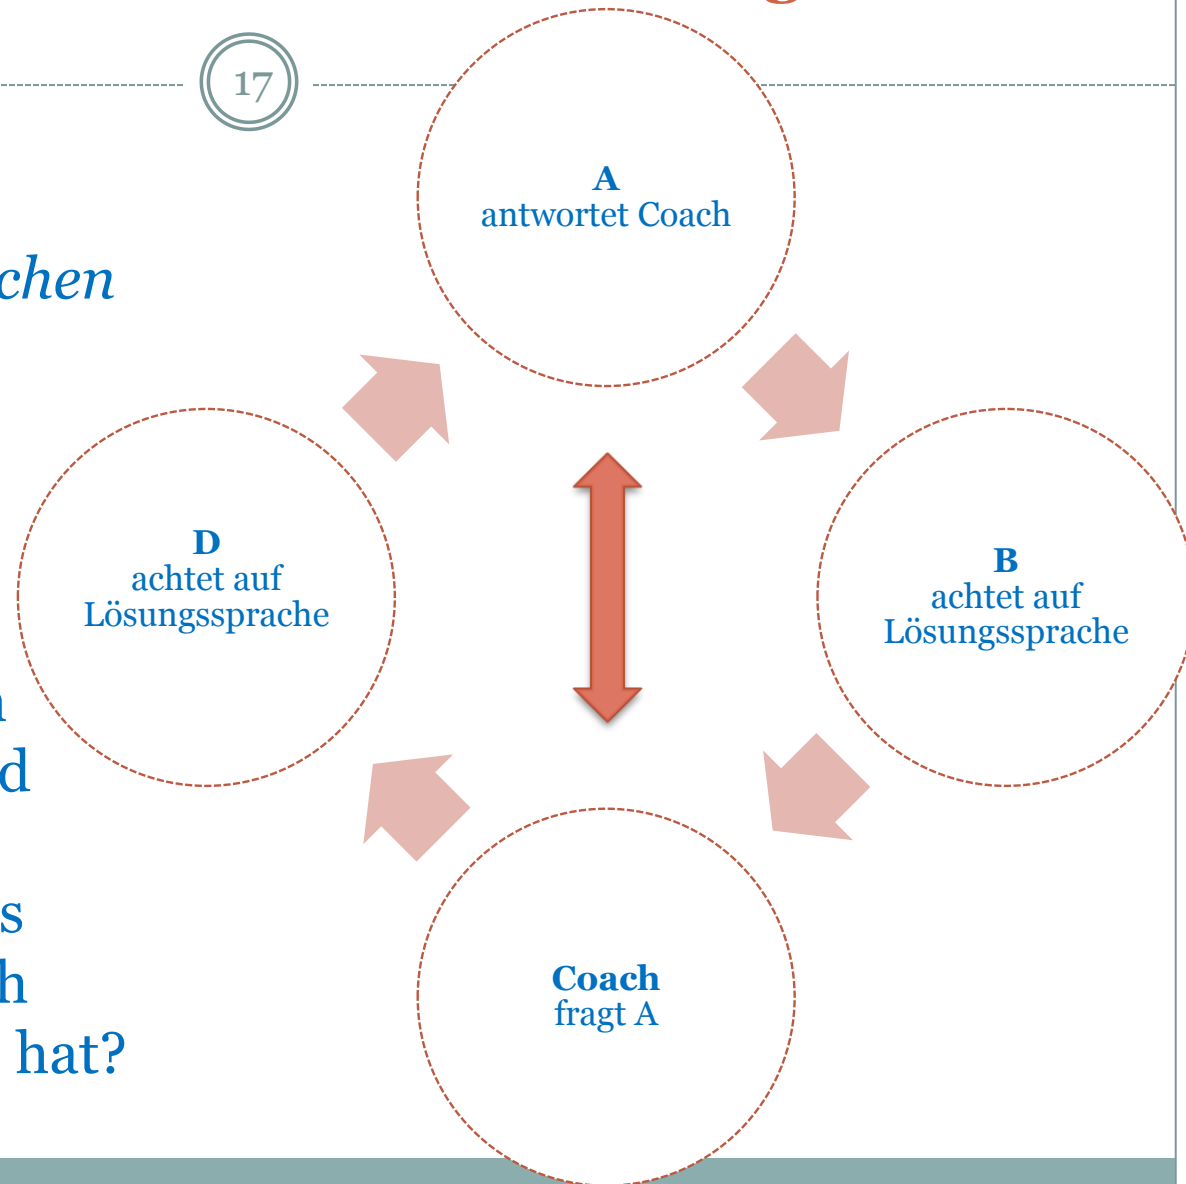 17
A
antwortet Coach
chen
D
achtet auf
Lösungssprache
B
achtet auf
Lösungssprache
d
s
h
hat?
Coach
fragt A